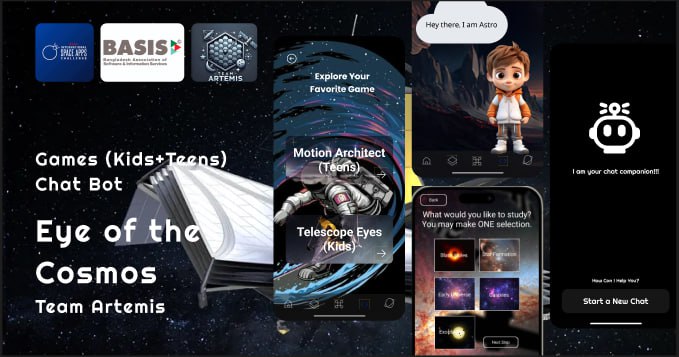 INTERNATIONAL
SPACE APPS
CHALLENGE
BASIS
Bangladesh Association of
Software & Information Services
TEAM
ARTEMIS
Games (Kids+Teens)
Chat Bot
Eye of the
Cosmos
Team Artemis
Explore Your
Favorite Game
Motion Architect
(Teens)
Telescope Eyes
(Kids)
Hey there, I am Astro
Back
What would you like to study?
You may make ONE selection.
Star Formation
Early Universe
Galaxies
Next Step
I am your chat companion!!!
How Can I Help You?
Start a New Chat